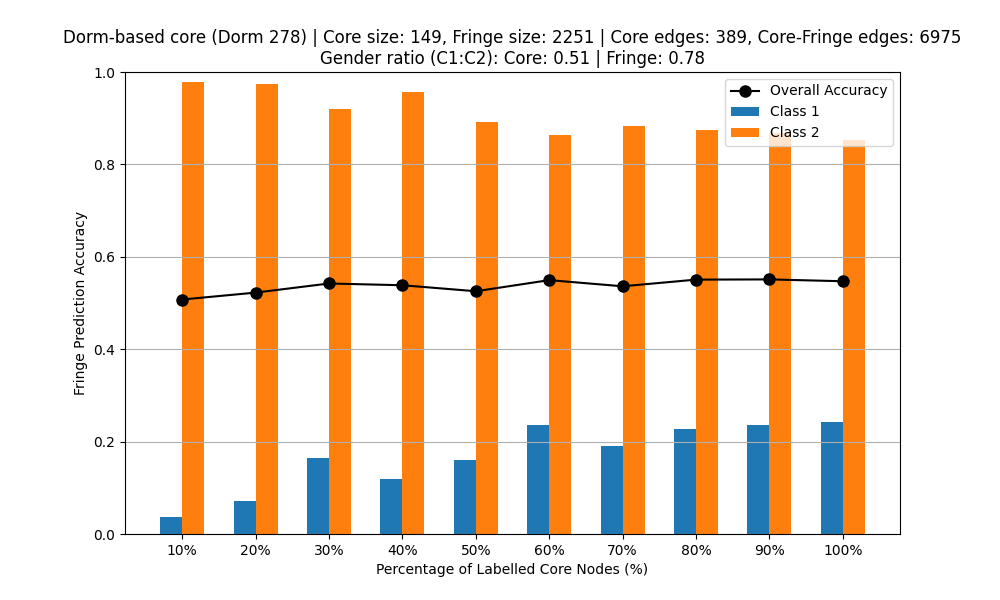 Dorm-based core (Dorm 278) | Core size: 149, Fringe size: 2251 | Core edges: 389, Core-Fringe edges: 6975
Gender ratio (C1:C2): Core: 0.51 | Fringe: 0.78
Overall Accuracy
Class 1
Class 2
Fringe Prediction Accuracy
1.0
0.8
0.6
0.4
0.2
0.0
10% 20% 30% 40% 50% 60% 70% 80% 90% 100%
Percentage of Labelled Core Nodes (%)